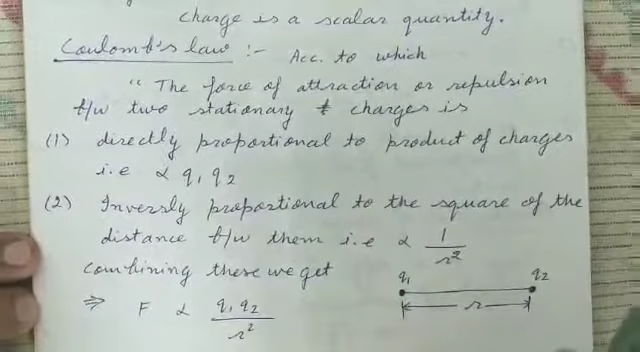 charge is a scalar quantity.
Coulomb's law :- Acc. to which
"The force of attraction or repulsion
b/w two stationary charges is
(1) directly proportional to product of charges
i.e ∝ q1 q2
(2) Inversly proportional to the square of the
distance b/w them i.e ∝ 1/r²
Combining these we get
⇒ F ∝ q1 q2/r²
q1 q2
r